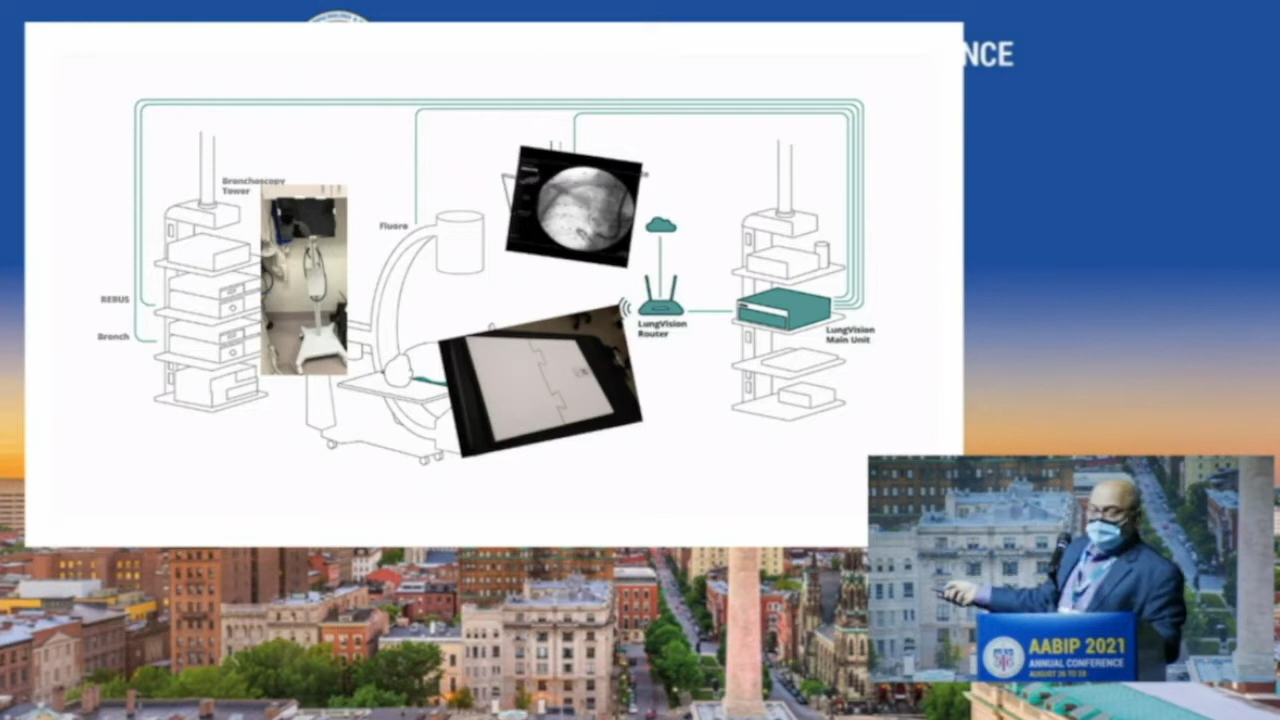 NCE
Bronchoscopy
Tower
Fluoro
REBUS
Bronch
LungVision
Router
LungVision
Main Unit
AABIP 2021
ANNUAL CONFERENCE
AUGUST 26 TO 28